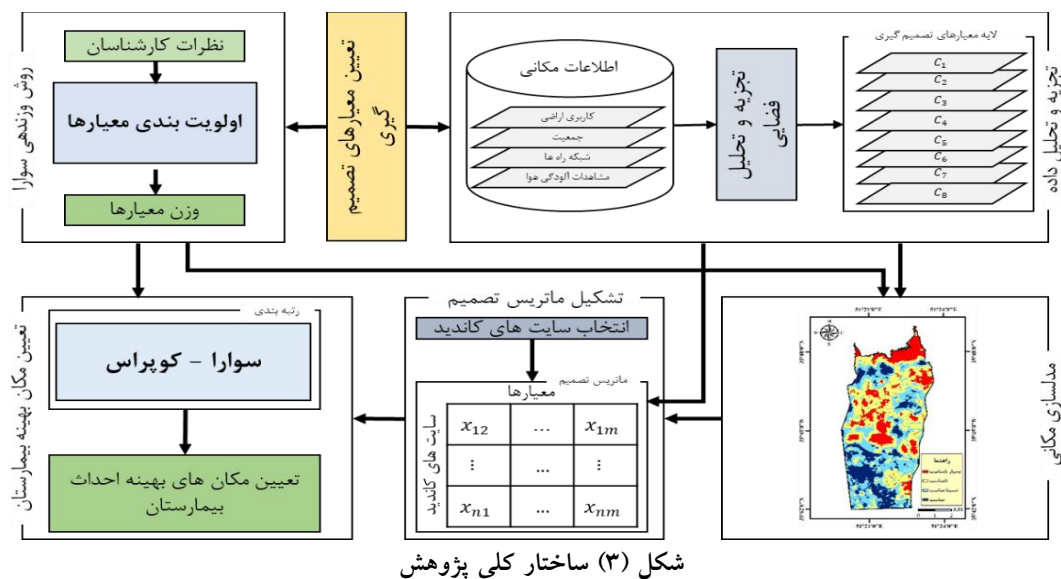 روش وزندهی سوارا
نظرات کارشناسان
اولویت بندی معیارها
وزن معیارها
تعیین معیارهای تصمیم
گیری
اطلاعات مکانی
کاربری اراضی
جمعیت
شبکه راه ها
مشاهدات آلودگی هوا
تجزیه و تحلیل
فضایی
لایه معیارهای تصمیم گیری
C₁
C₂
C₃
C₄
C₅
C₆
C₇
C₈
تجزیه و تحلیل داده
تعیین مکان بهینه بیمارستان
رتبه بندی
سوارا - کوپراس
تعیین مکان های بهینه احداث
بیمارستان
تشکیل ماتریس تصمیم
انتخاب سایت های کاندید
ماتریس تصمیم
معیارها
سایت های کاندید
x₁₂ ... x₁ₘ
⋮ ... ⋮
xₙ₁ ... xₙₘ
مدلسازی مکانی
راهنما
شکل (۳) ساختار کلی پژوهش